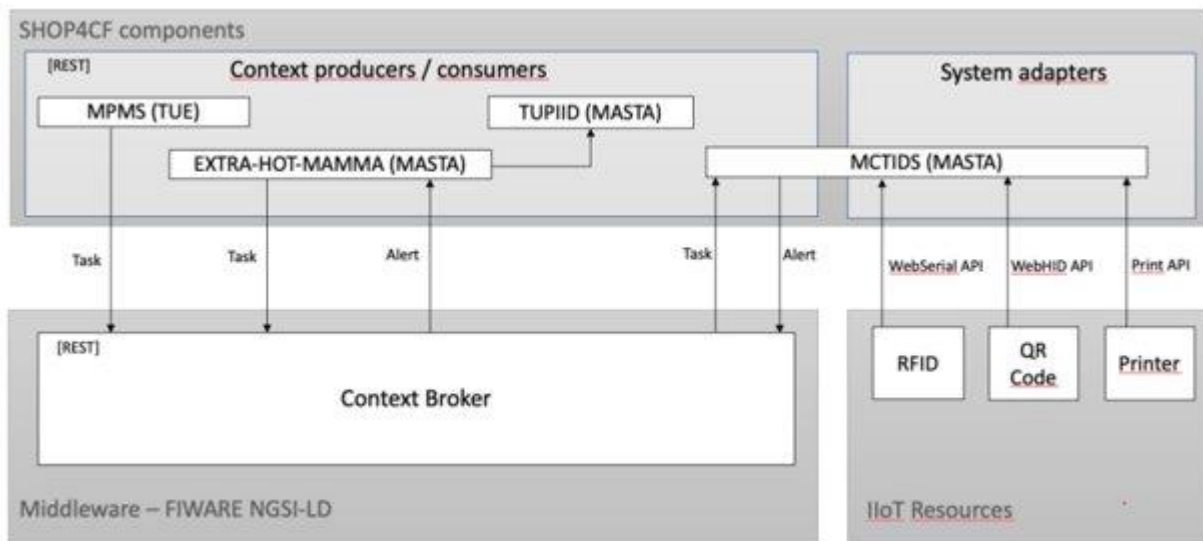 SHOP4CF components
[REST]
Context producers / consumers
System adapters
MPMS (TUE)
TUPIID (MASTA)
EXTRA-HOT-MAMMA (MASTA)
MCTIDS (MASTA)
Task
Task
Alert
Task
Alert
WebSerial API
WebHID API
Print API
[REST]
Context Broker
RFID
QR
Code
Printer
Middleware – FIWARE NGSI-LD
IIoT Resources